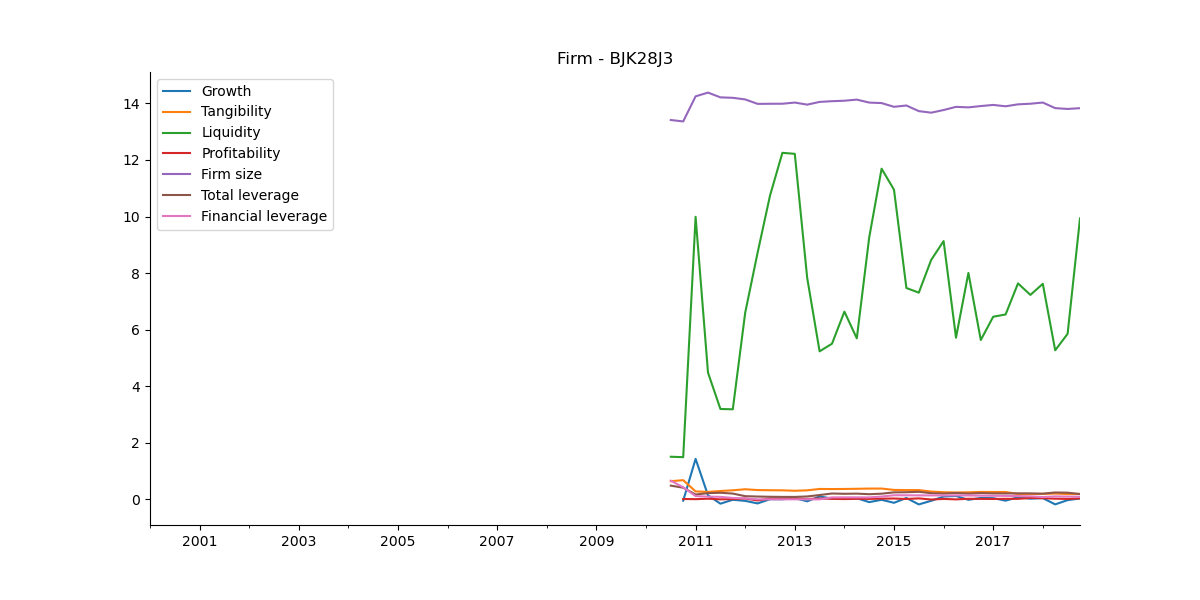 Firm - BJK28J3
Growth
Tangibility
Liquidity
Profitability
Firm size
Total leverage
Financial leverage
14
12
10
8
6
4
2
0
2001 2003 2005 2007 2009 2011 2013 2015 2017